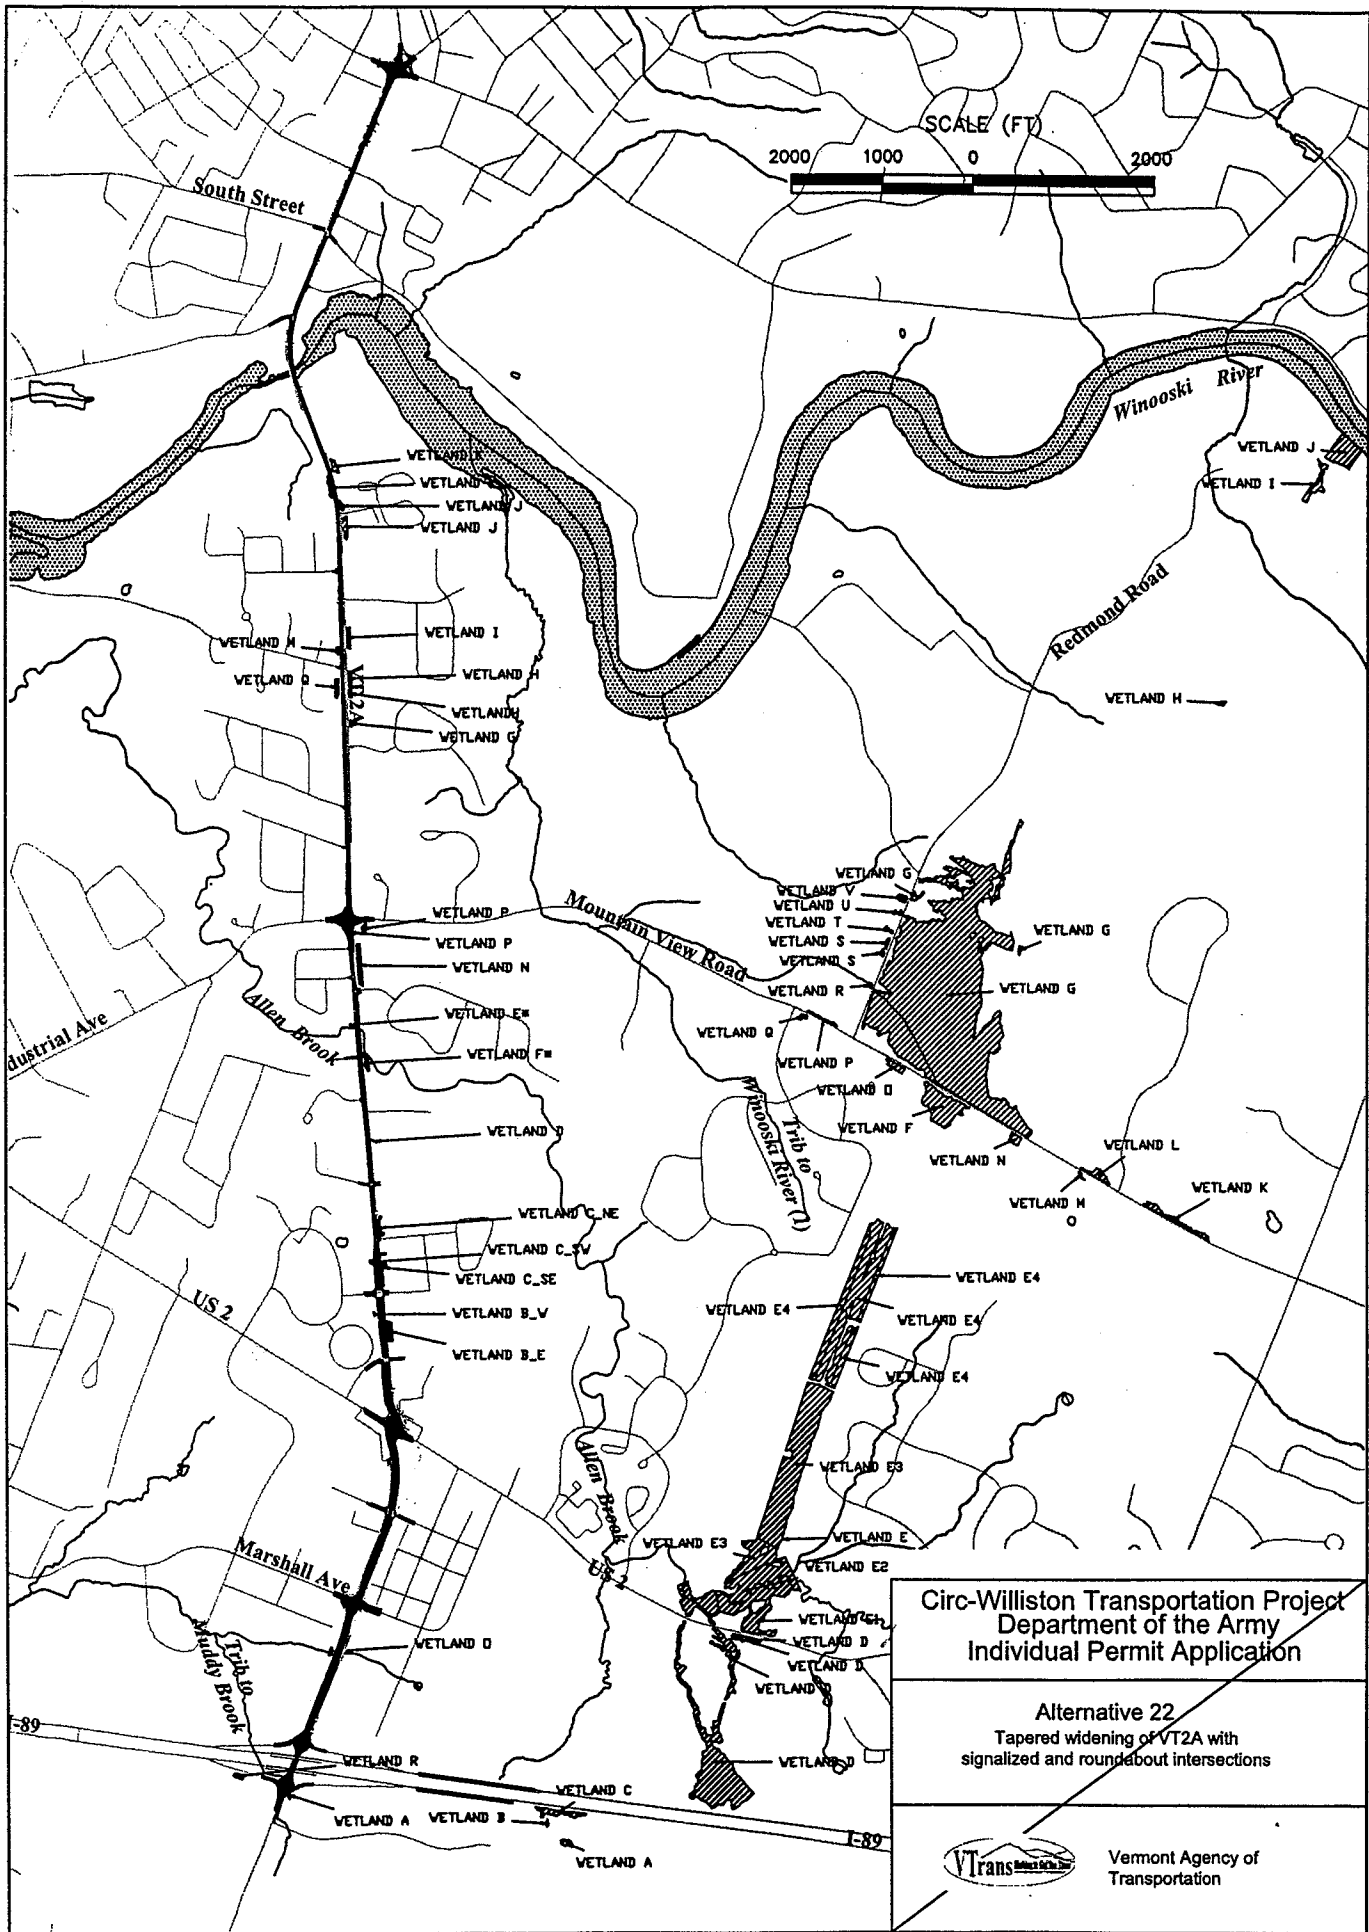 SCALE (FT)
2000 1000 0 2000
South Street
Winooski River
WETLAND J
WETLAND I
WETLAND K
WETLAND J
WETLAND J
Redmond Road
WETLAND I
WETLAND M
WETLAND H
WETLAND Q
WETLAND H
WETLAND H
WETLAND G
VT2A
WETLAND G
WETLAND V
WETLAND U
WETLAND T
WETLAND S
WETLAND S
WETLAND R
WETLAND G
WETLAND G
Mountain View Road
WETLAND P
WETLAND P
WETLAND N
WETLAND E*
WETLAND F*
Allen Brook
dustrial Ave
WETLAND Q
WETLAND P
WETLAND O
WETLAND F
WETLAND N
WETLAND L
WETLAND M
WETLAND K
Trib to
Winooski River (1)
WETLAND D
WETLAND C_NE
WETLAND C_SW
WETLAND C_SE
WETLAND B_W
WETLAND B_E
US 2
WETLAND E4
WETLAND E4
WETLAND E4
WETLAND E4
WETLAND E3
Allen Brook
WETLAND E3
WETLAND E
WETLAND E2
US 2
WETLAND E1
WETLAND D
WETLAND D
WETLAND D
WETLAND D
Marshall Ave
WETLAND O
Trib to
Muddy Brook
I-89
WETLAND R
WETLAND A
WETLAND B
WETLAND C
WETLAND A
I-89
Circ-Williston Transportation Project
Department of the Army
Individual Permit Application
Alternative 22
Tapered widening of VT2A with
signalized and roundabout intersections
VTrans
Vermont Agency of
Transportation